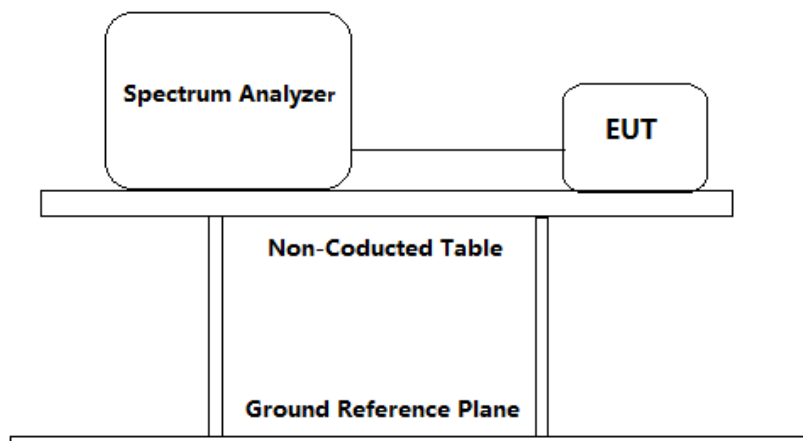 Spectrum Analyzer
EUT
Non-Coducted Table
Ground Reference Plane